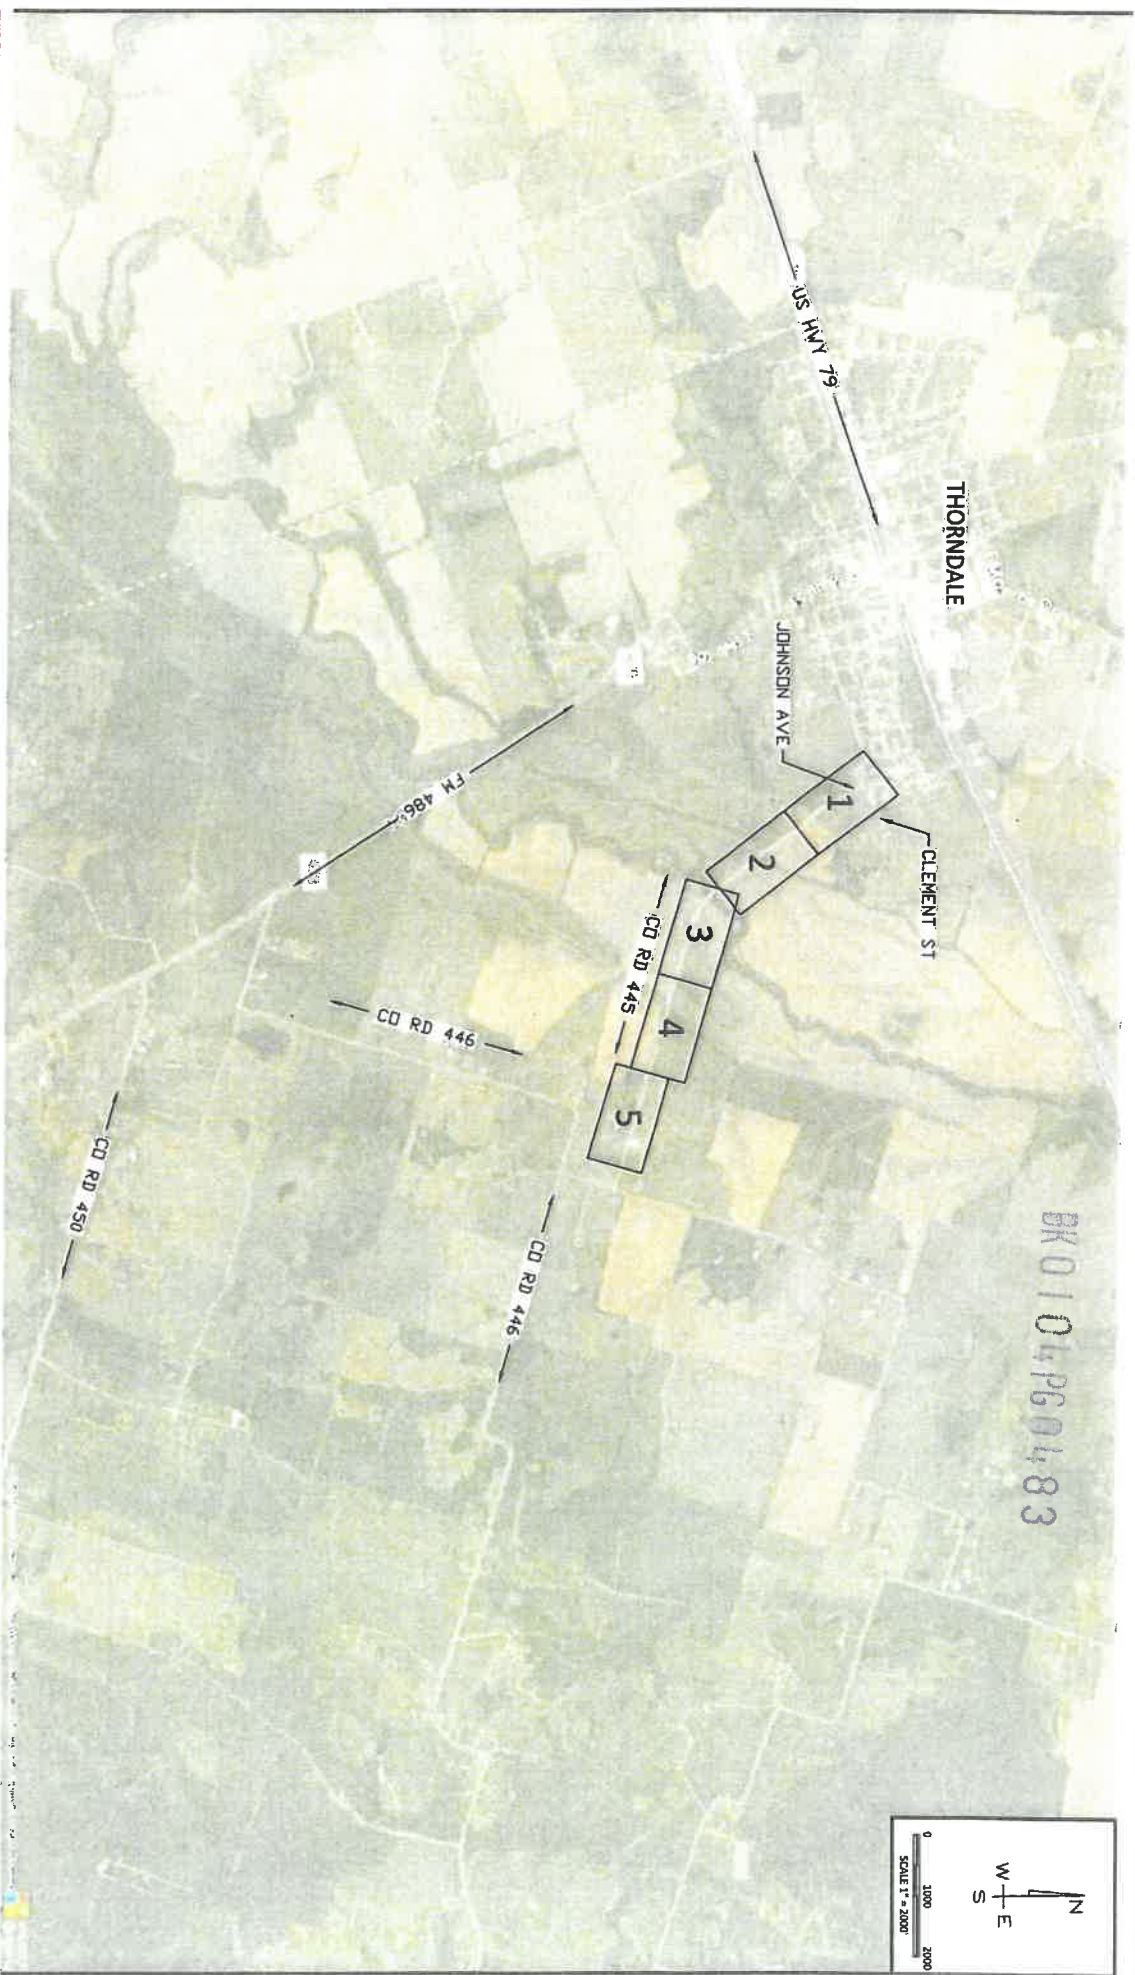 THORNDALE
US HWY 79
JOHNSON AVE
CLEMENT ST
1
2
3
4
5
CO RD 445
FM 486
CO RD 446
CO RD 446
CO RD 450
BK0104PG0483
N
W E
S
0 1000 2000
SCALE 1" = 2000'